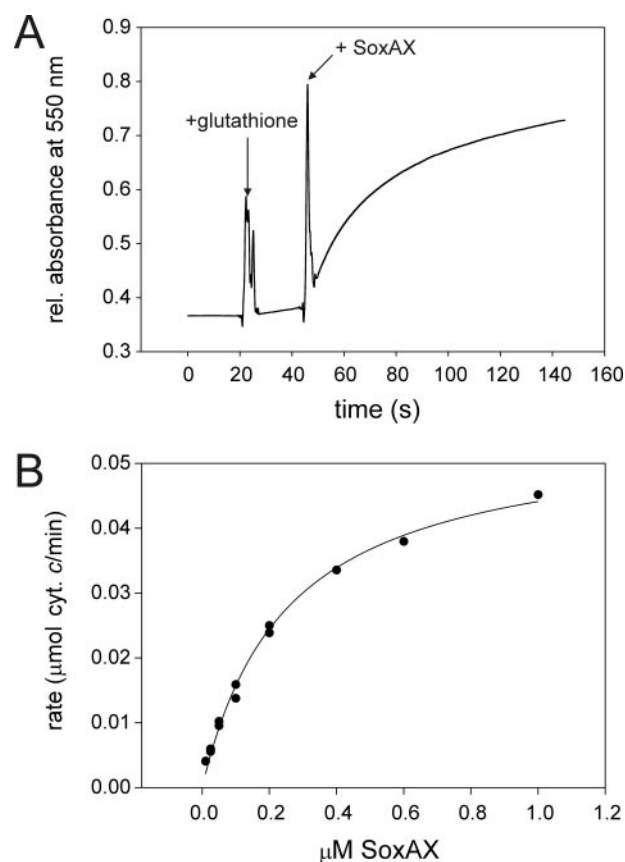 A
+ SoxAX
+glutathione
rel. absorbance at 550 nm
0.9
0.8
0.7
0.6
0.5
0.4
0.3
0 20 40 60 80 100 120 140 160
time (s)
B
rate (μmol cyt. c/min)
0.05
0.04
0.03
0.02
0.01
0.00
0.0 0.2 0.4 0.6 0.8 1.0 1.2
μM SoxAX